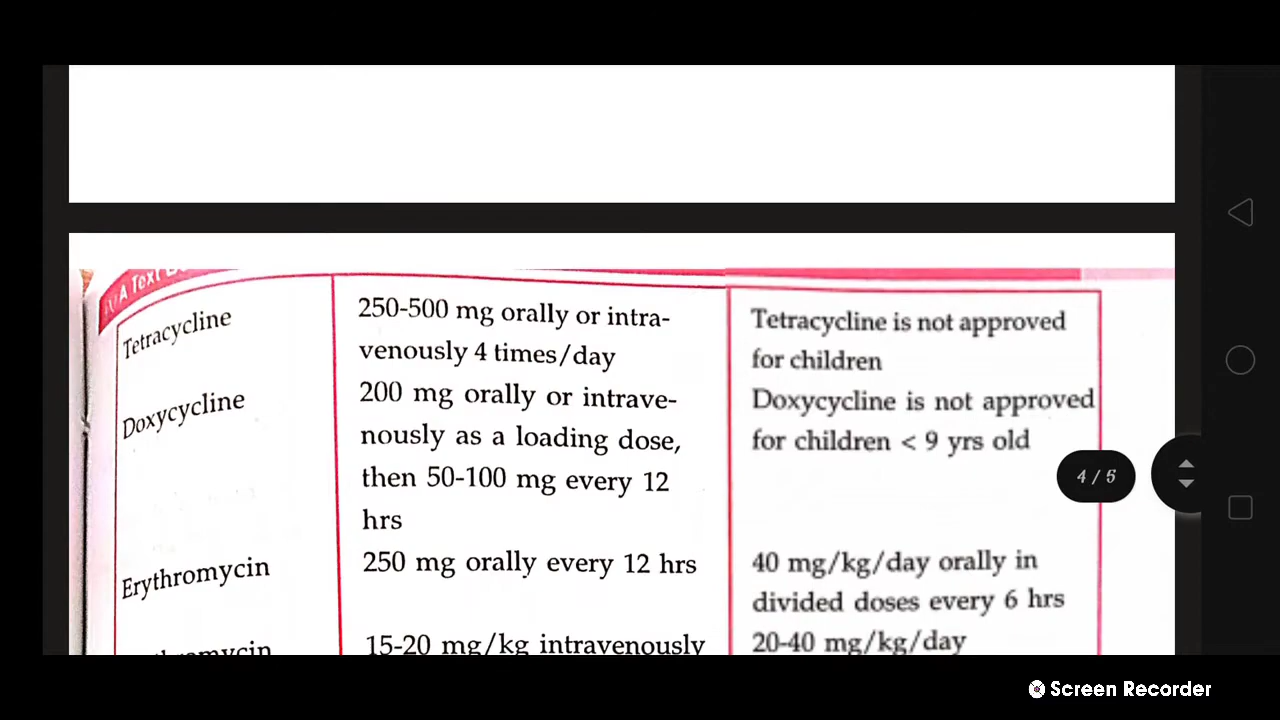 A Text
Tetracycline
250-500 mg orally or intra-
venously 4 times/day
Tetracycline is not approved
for children
Doxycycline
200 mg orally or intrave-
nously as a loading dose,
then 50-100 mg every 12
hrs
Doxycycline is not approved
for children < 9 yrs old
4 / 5
Erythromycin
250 mg orally every 12 hrs
40 mg/kg/day orally in
divided doses every 6 hrs
15-20 mg/kg intravenously
20-40 mg/kg/day
Screen Recorder